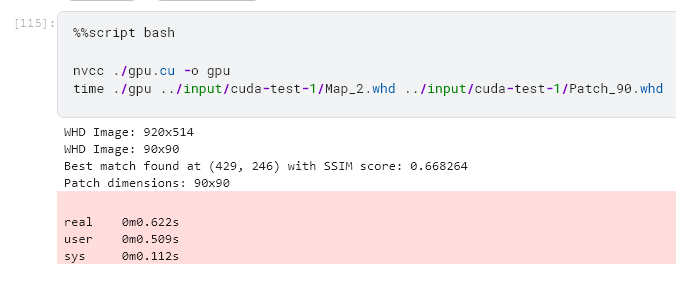 [115]:
%%script bash
nvcc ./gpu.cu -o gpu
time ./gpu ../input/cuda-test-1/Map_2.whd ../input/cuda-test-1/Patch_90.whd
WHD Image: 920x514
WHD Image: 90x90
Best match found at (429, 246) with SSIM score: 0.668264
Patch dimensions: 90x90
real 0m0.622s
user 0m0.509s
sys 0m0.112s